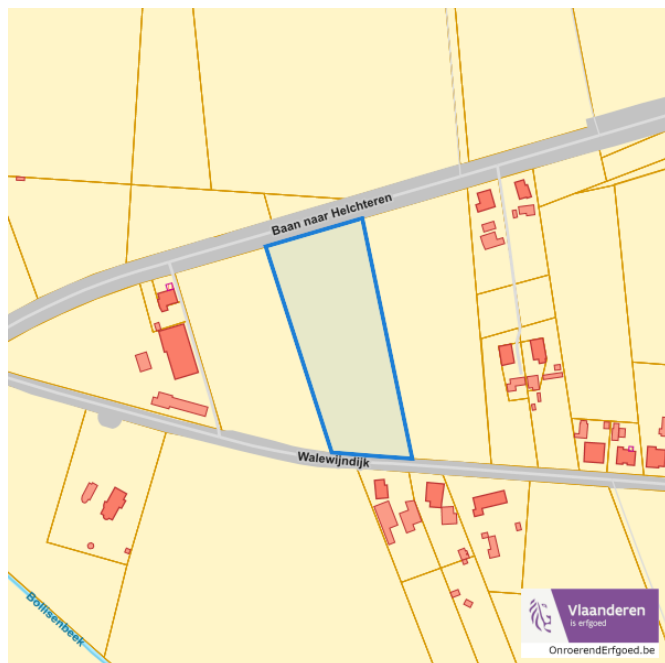 Baan naar Helchteren
Walewijndijk
Bollisenbeek
Vlaanderen
is erfgoed
OnroerendErfgoed.be